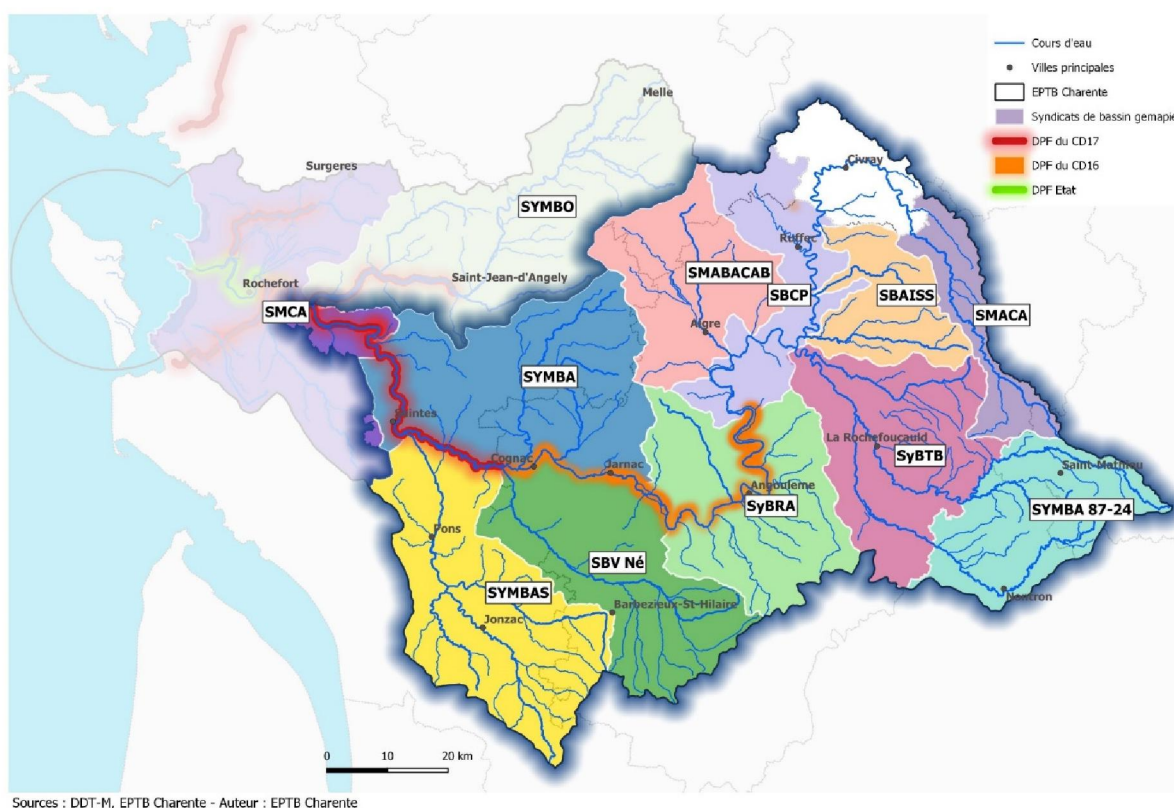 Cours d'eau
Villes principales
EPTB Charente
Syndicats de bassin gemapie
DPF du CD17
DPF du CD16
DPF Etat
Melle
Surgeres
Civray
SYMBO
Ruffec
SMABACAB
Saint-Jean-d'Angely
Rochefort
SBCP
SBAISS
SMCA
SMACA
Aigre
SYMBA
Saintes
La Rochefoucauld
SyBTB
Cognac
Jarnac
Saint-Mathieu
Angouleme
SyBRA
SYMBA 87-24
Pons
SBV Né
SYMBAS
Nontron
Barbezieux-St-Hilaire
Jonzac
0 10 20 km
Sources : DDT-M, EPTB Charente - Auteur : EPTB Charente